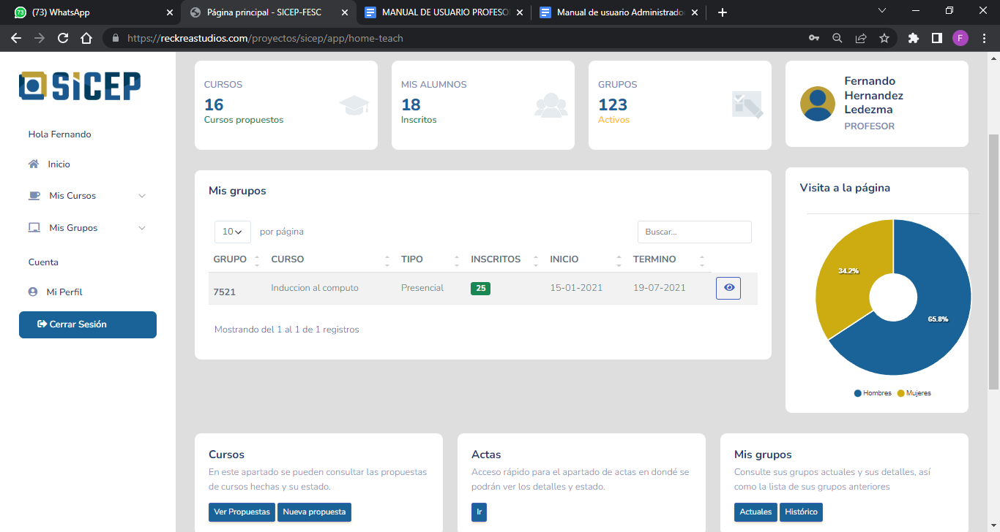 73 (73) WhatsApp
Página principal - SICEP-FESC
MANUAL DE USUARIO PROFESO
Manual de usuario Administrado
https://reckreastudios.com/proyectos/sicep/app/home-teach
F
SiCEP
Hola Fernando
Inicio
Mis Cursos
Mis Grupos
Cuenta
Mi Perfil
Cerrar Sesión
CURSOS
16
Cursos propuestos
MIS ALUMNOS
18
Inscritos
GRUPOS
123
Activos
Fernando
Hernandez
Ledezma
PROFESOR
Mis grupos
10 por página
Buscar...
GRUPO CURSO TIPO INSCRITOS INICIO TERMINO
7521 Induccion al computo Presencial 25 15-01-2021 19-07-2021
Mostrando del 1 al 1 de 1 registros
Visita a la página
34.2%
65.8%
Hombres Mujeres
Cursos
En este apartado se pueden consultar las propuestas
de cursos hechas y su estado.
Ver Propuestas Nueva propuesta
Actas
Acceso rápido para el apartado de actas en dondé se
podrán ver los detalles y estado.
Ir
Mis grupos
Consulte sus grupos actuales y sus detalles, así
como la lista de sus grupos anteriores
Actuales Histórico